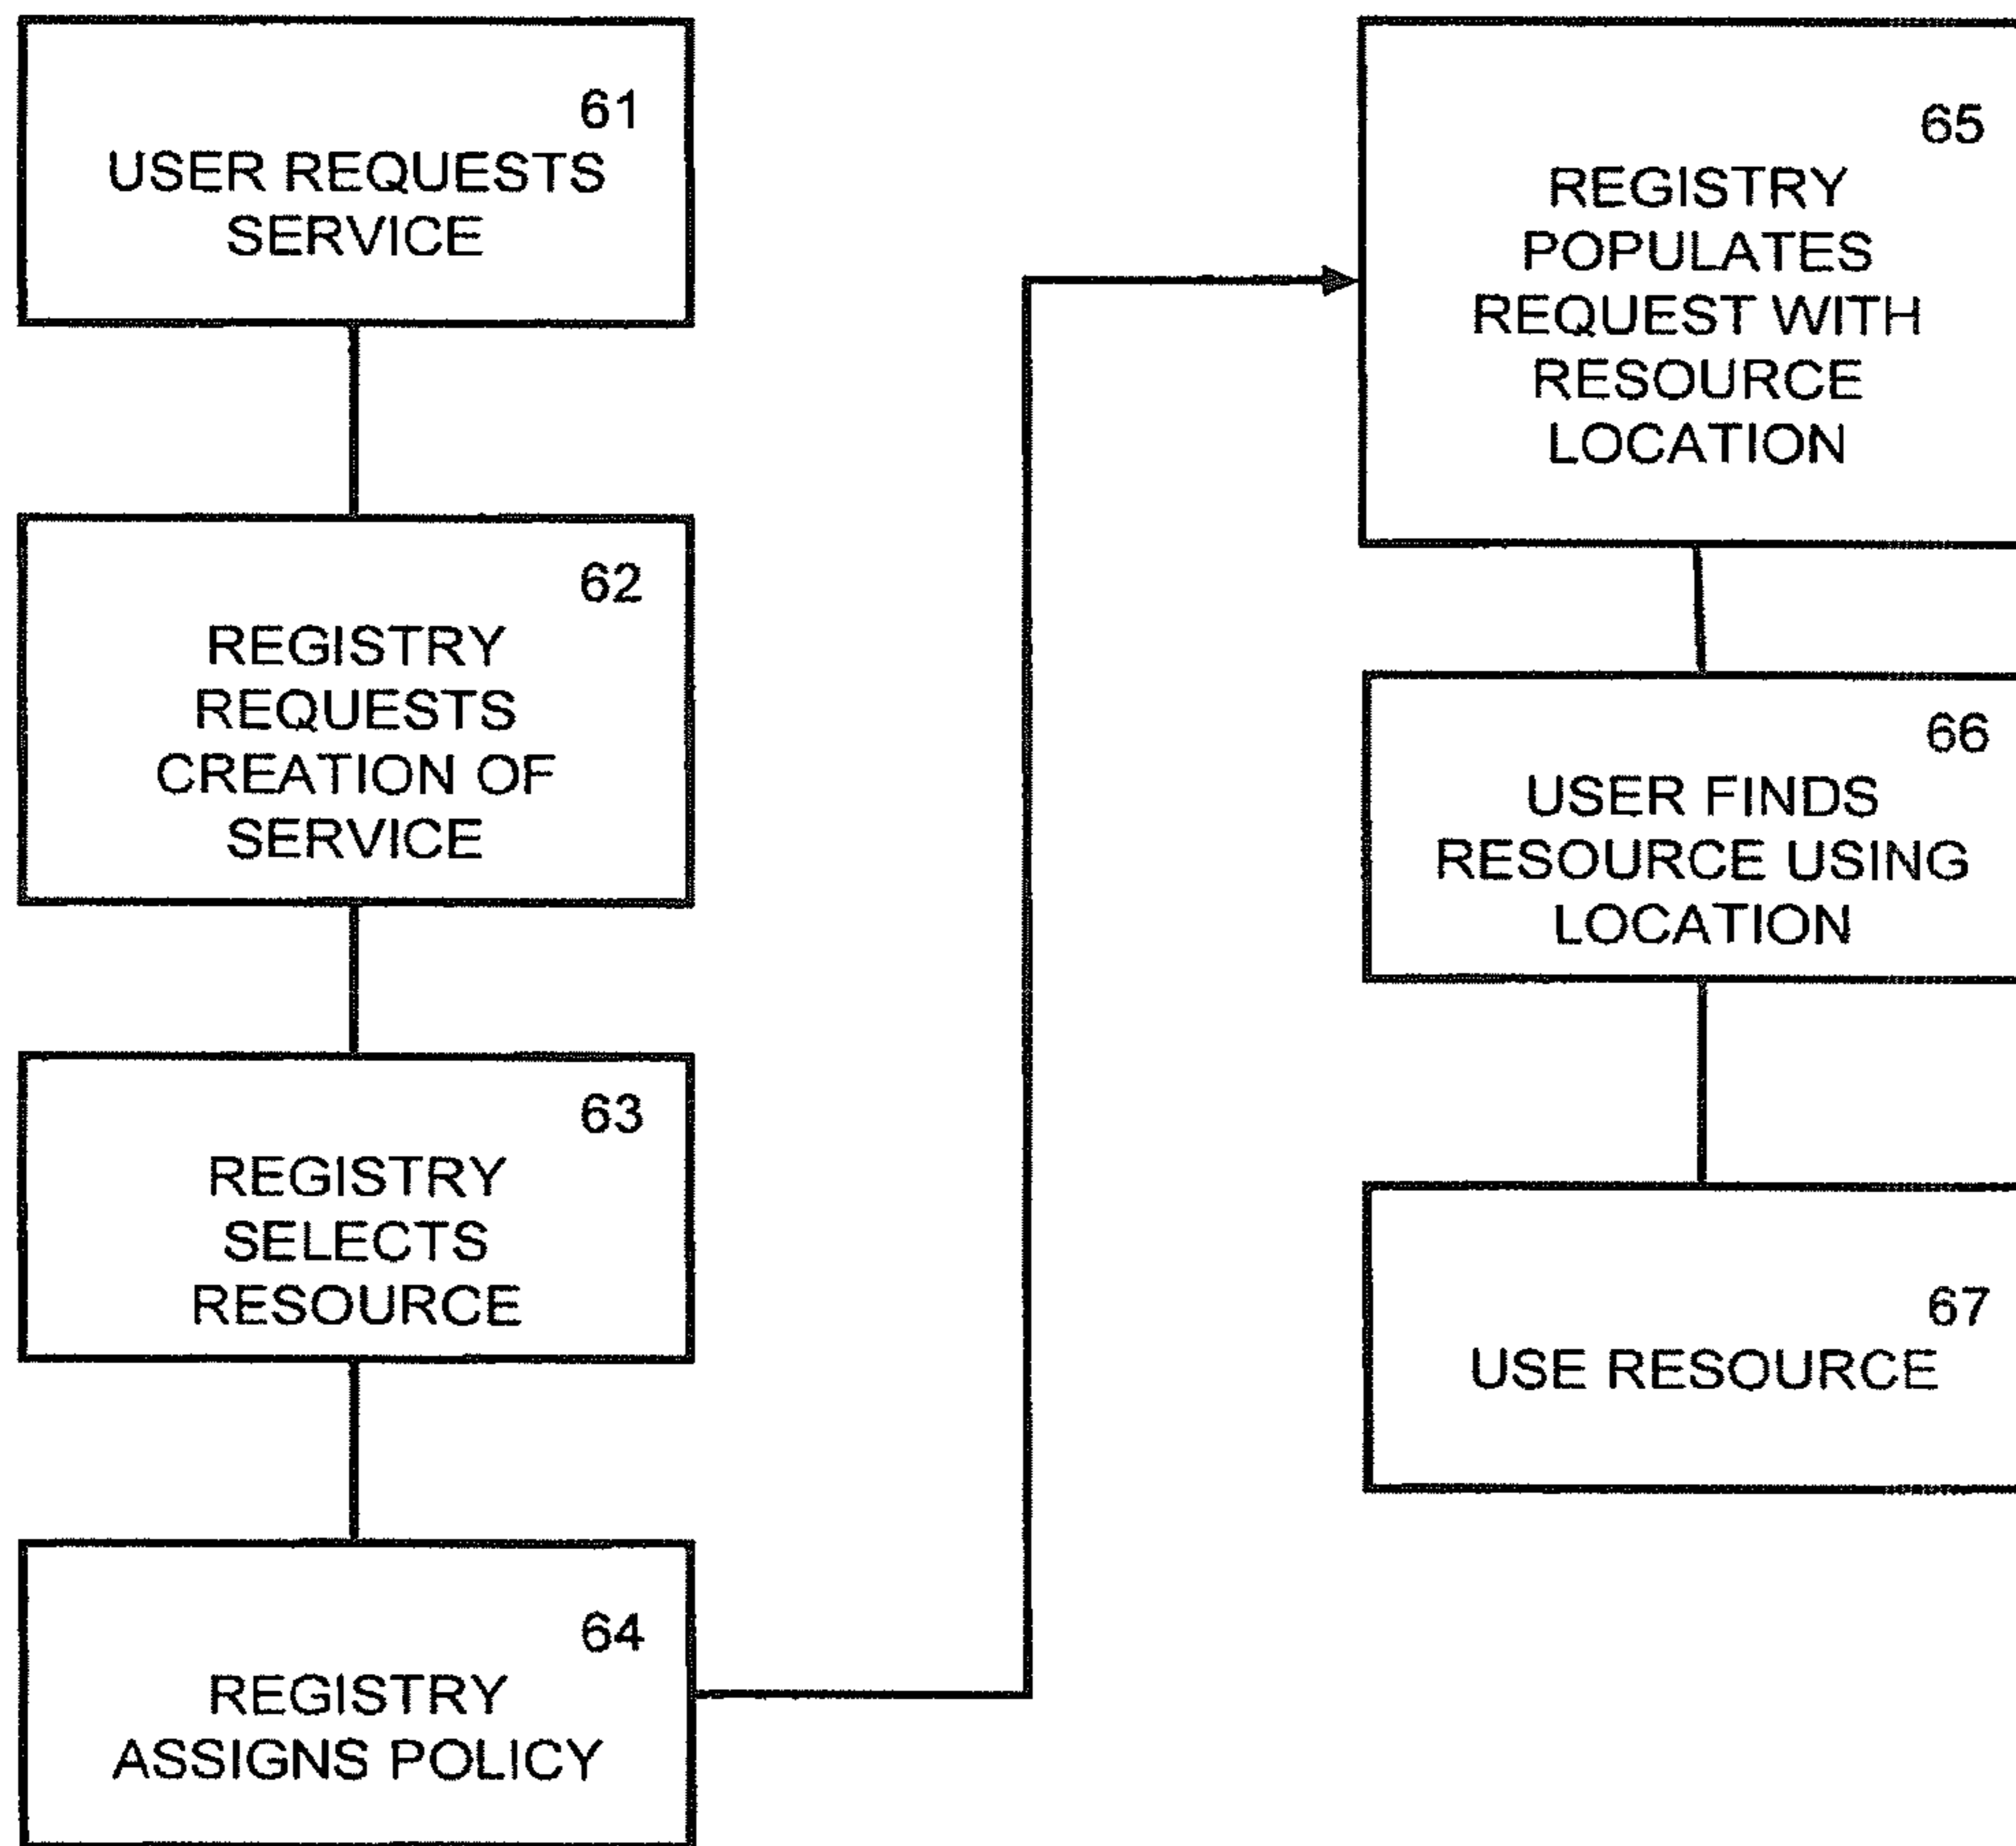 61
USER REQUESTS
SERVICE
62
REGISTRY
REQUESTS
CREATION OF
SERVICE
63
REGISTRY
SELECTS
RESOURCE
64
REGISTRY
ASSIGNS POLICY
65
REGISTRY
POPULATES
REQUEST WITH
RESOURCE
LOCATION
66
USER FINDS
RESOURCE USING
LOCATION
67
USE RESOURCE